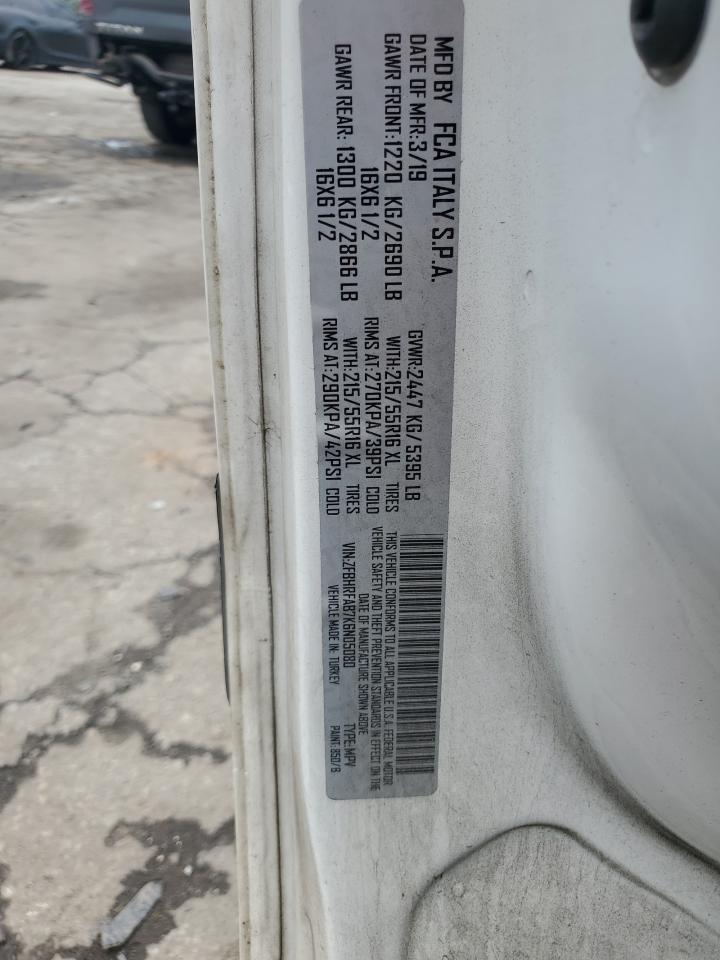 MFD BY FCA ITALY S.P.A.
DATE OF MFR:3/19 GVWR:2447 KG/5395 LB
GAWR FRONT:1220 KG/2690 LB WITH:215/55R16 XL TIRES
16X6 1/2 RIMS AT:270KPA/39PSI COLD
GAWR REAR: 1300 KG/2866 LB WITH:215/55R16 XL TIRES
16X6 1/2 RIMS AT:290KPA/42PSI COLD
THIS VEHICLE CONFORMS TO ALL APPLICABLE U.S.A. FEDERAL MOTOR
VEHICLE SAFETY AND THEFT PREVENTION STANDARDS IN EFFECT ON THE
DATE OF MANUFACTURE SHOWN ABOVE
VIN:ZFBHRFAB7K6N05080 TYPE:MPV
VEHICLE MADE IN: TURKEY PAINT: 850/B